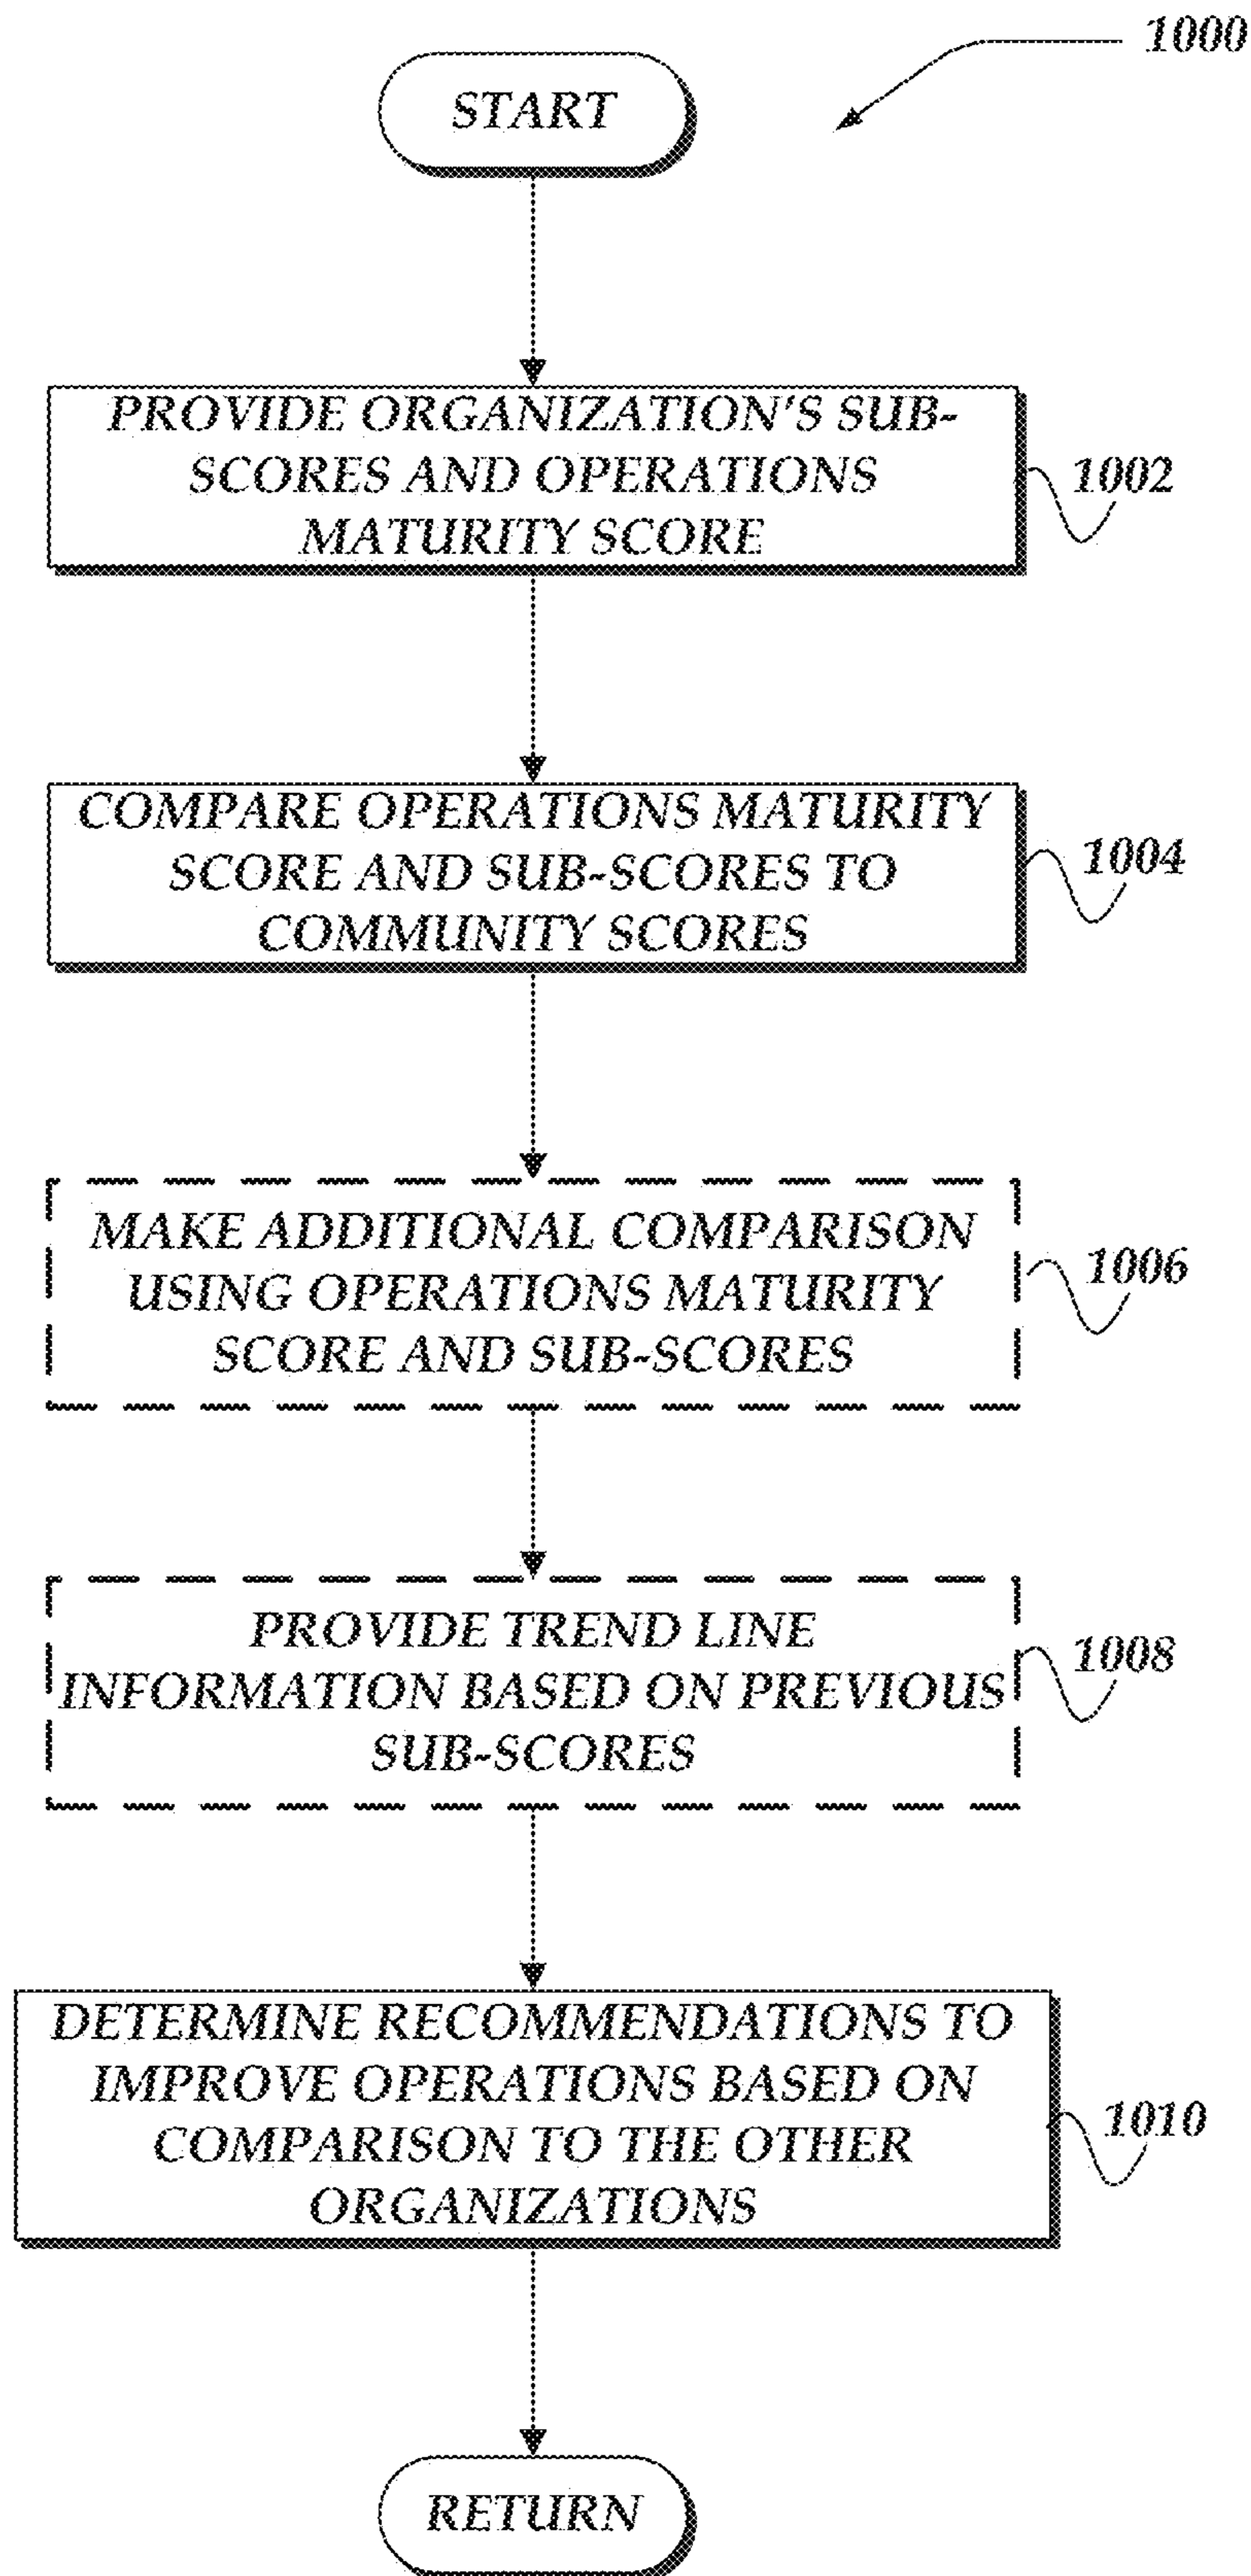 1000
START
PROVIDE ORGANIZATION'S SUB-
SCORES AND OPERATIONS
MATURITY SCORE
1002
COMPARE OPERATIONS MATURITY
SCORE AND SUB-SCORES TO
COMMUNITY SCORES
1004
MAKE ADDITIONAL COMPARISON
USING OPERATIONS MATURITY
SCORE AND SUB-SCORES
1006
PROVIDE TREND LINE
INFORMATION BASED ON PREVIOUS
SUB-SCORES
1008
DETERMINE RECOMMENDATIONS TO
IMPROVE OPERATIONS BASED ON
COMPARISON TO THE OTHER
ORGANIZATIONS
1010
RETURN